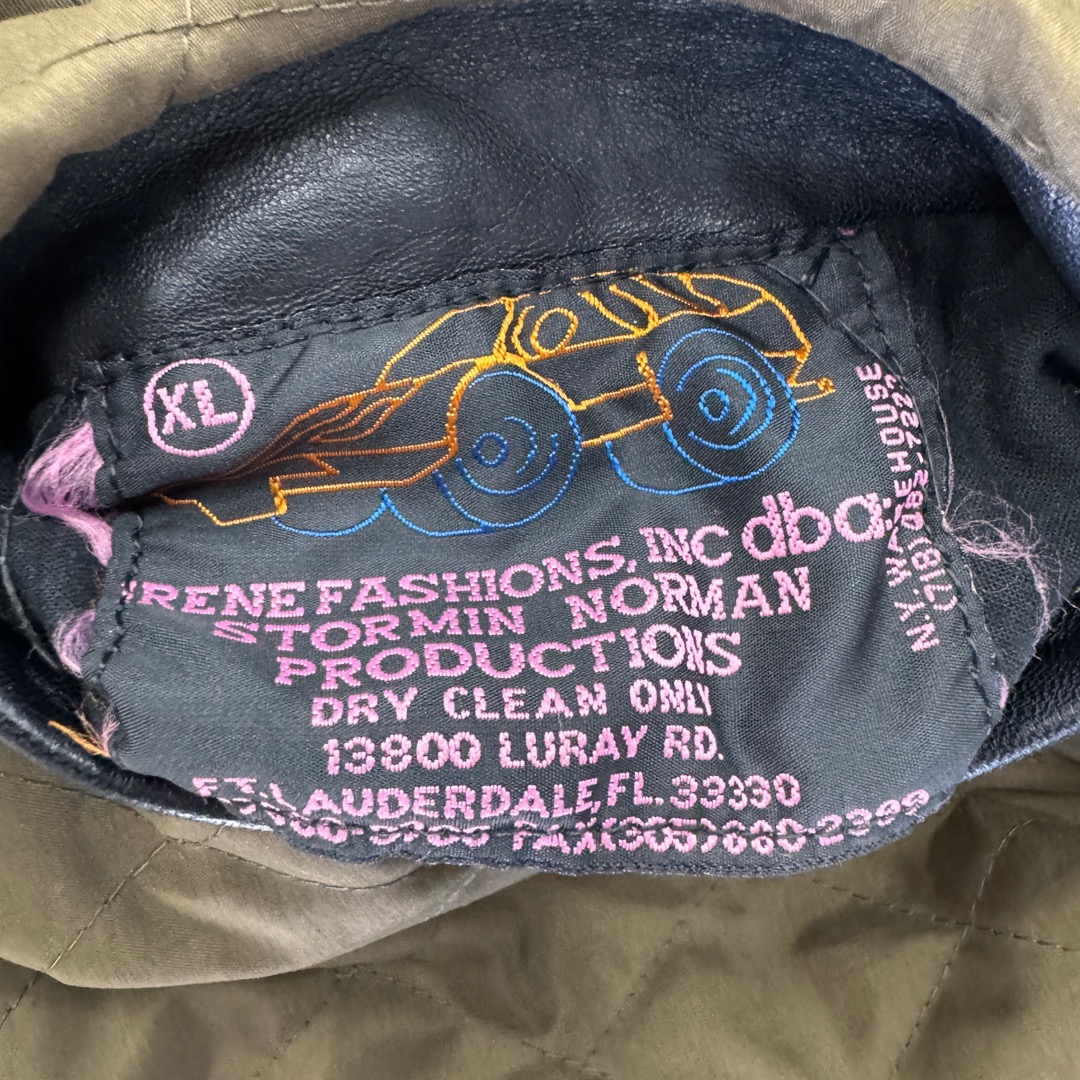 XL
IRENE FASHIONS, INC dba
STORMIN NORMAN
PRODUCTIONS
DRY CLEAN ONLY
13800 LURAY RD.
FT. LAUDERDALE, FL. 33330
FAX (305) 680-2999
N.Y. WAREHOUSE